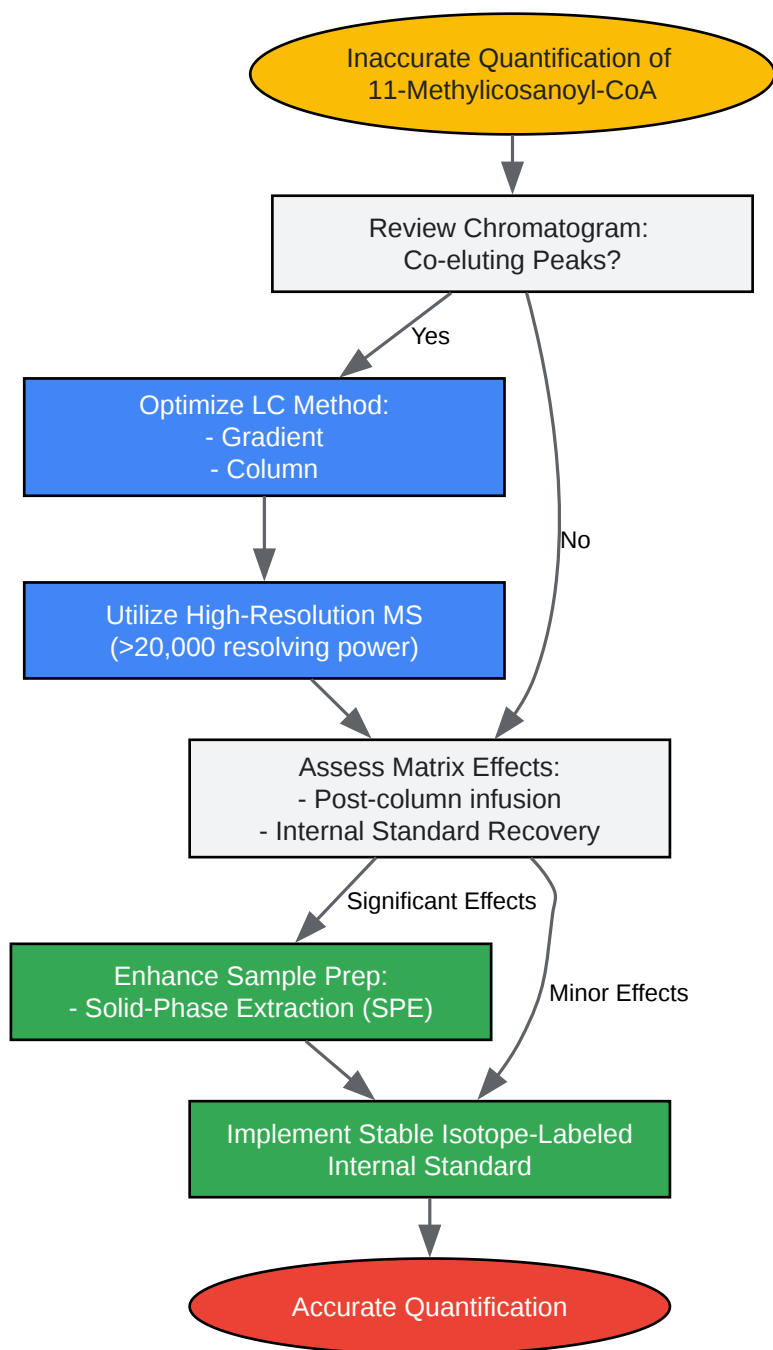 Inaccurate Quantification of
11-Methylicosanoyl-CoA
Review Chromatogram:
Co-eluting Peaks?
Yes
Optimize LC Method:
- Gradient
- Column
No
Utilize High-Resolution MS
(>20,000 resolving power)
Assess Matrix Effects:
- Post-column infusion
- Internal Standard Recovery
Significant Effects
Enhance Sample Prep:
- Solid-Phase Extraction (SPE)
Minor Effects
Implement Stable Isotope-Labeled
Internal Standard
Accurate Quantification